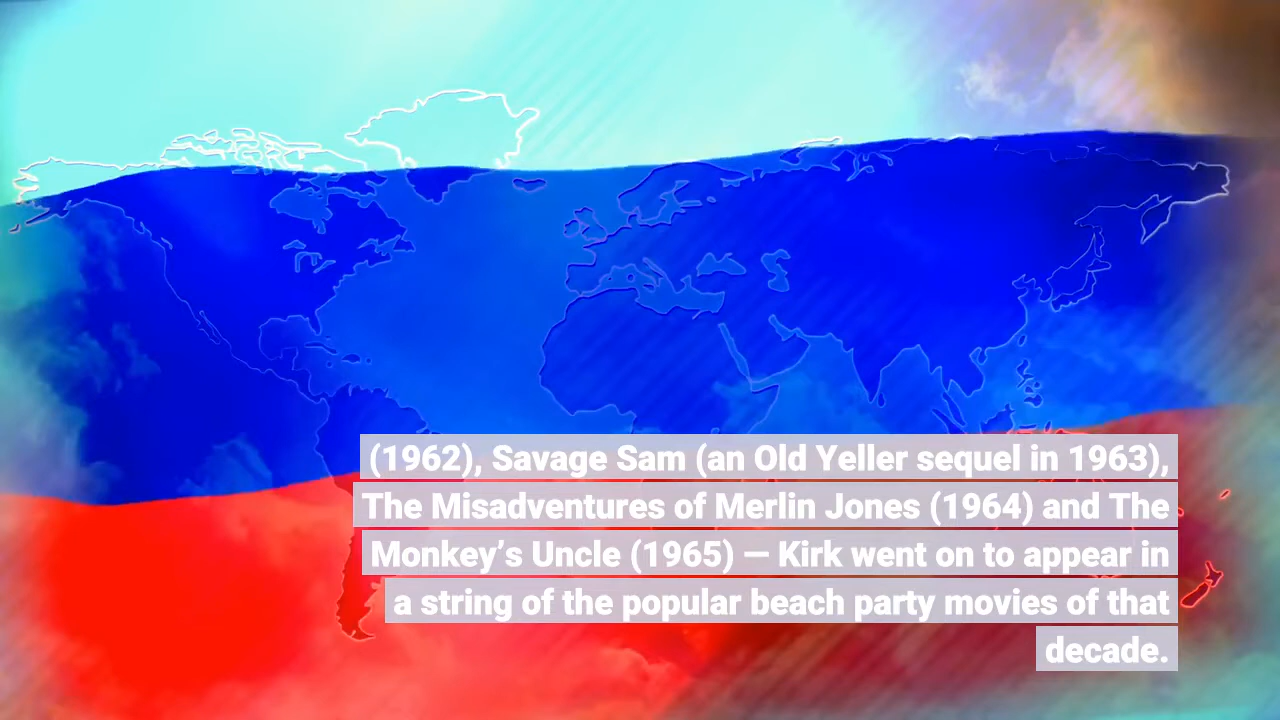 (1962), Savage Sam (an Old Yeller sequel in 1963),
The Misadventures of Merlin Jones (1964) and The
Monkey’s Uncle (1965) — Kirk went on to appear in
a string of the popular beach party movies of that
decade.